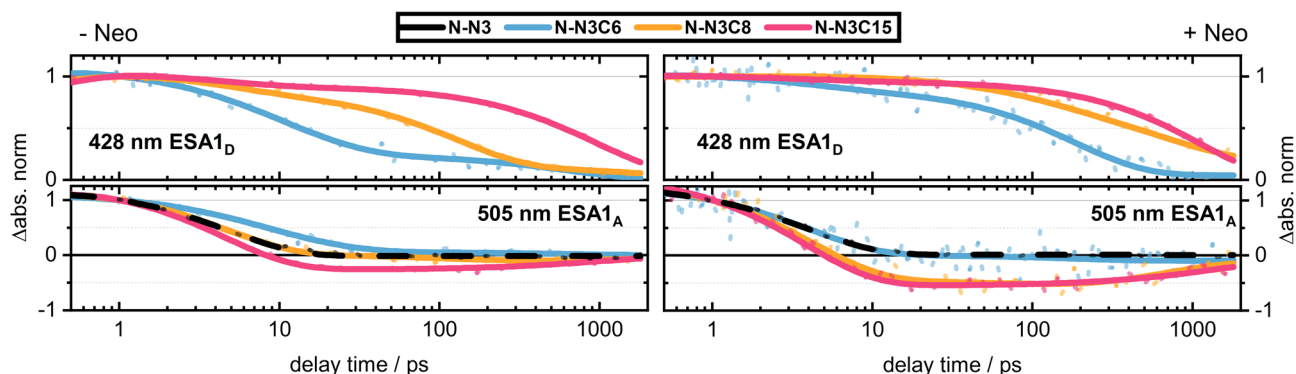 N-N3 N-N3C6 N-N3C8 N-N3C15
- Neo + Neo
1
0
428 nm ESA1D
1
0
428 nm ESA1D
Δabs. norm
1
0
-1
505 nm ESA1A
1
0
-1
505 nm ESA1A
Δabs. norm
1 10 100 1000
1 10 100 1000
delay time / ps
delay time / ps